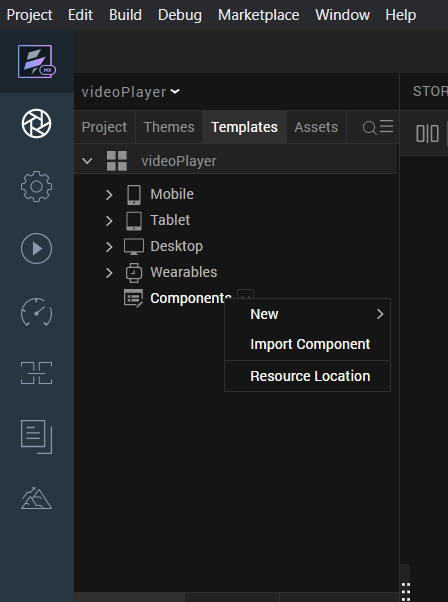 Project Edit Build Debug Marketplace Window Help
MX
videoPlayer
STOR
Project Themes Templates Assets
videoPlayer
Mobile
Tablet
Desktop
Wearables
Components
New
Import Component
Resource Location